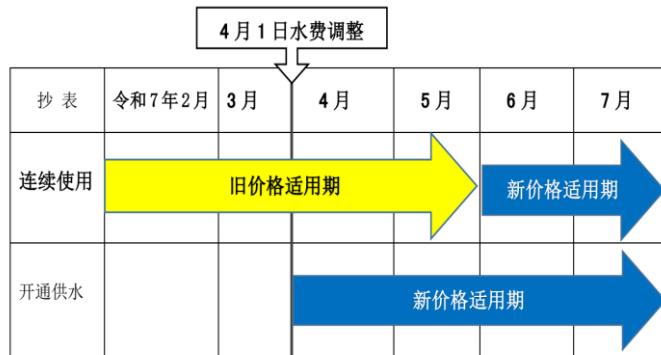 4月1日水费调整
抄 表 令和7年2月 3月 4月 5月 6月 7月
连续使用 旧价格适用期 新价格适用期
开通供水 新价格适用期